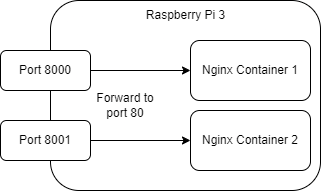 Raspberry Pi 3
Port 8000
Nginx Container 1
Forward to
port 80
Port 8001
Nginx Container 2